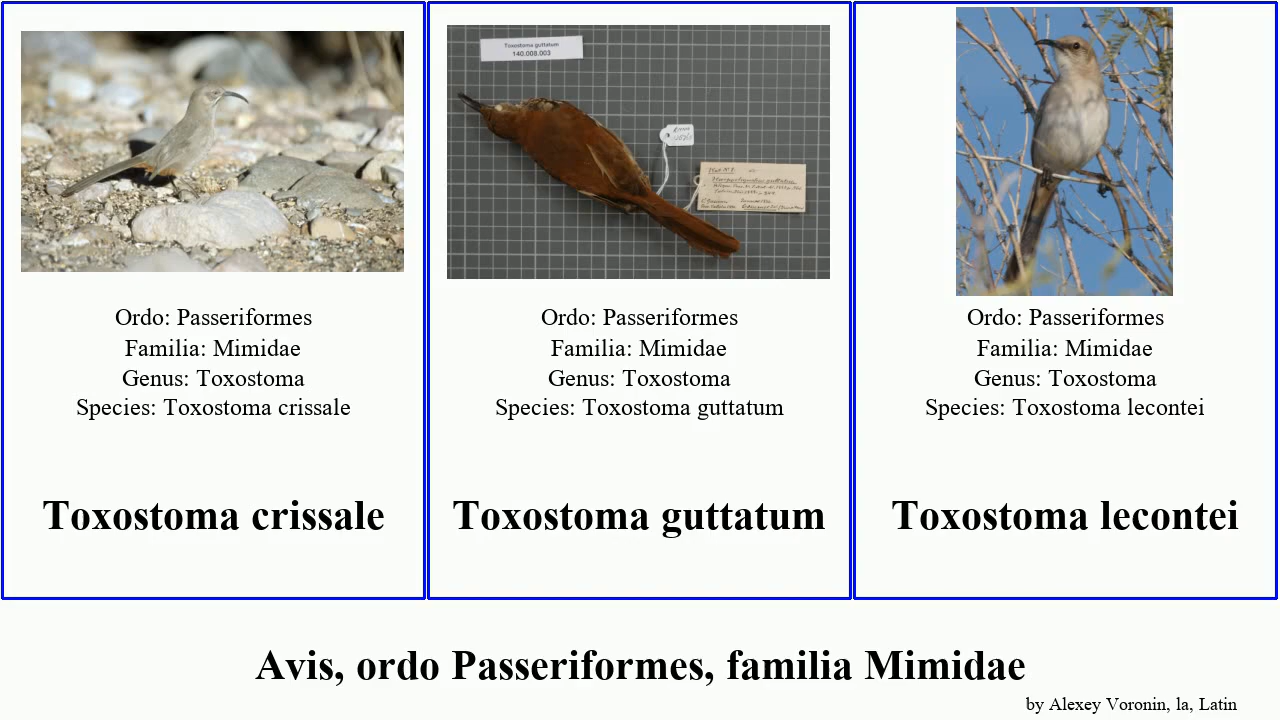 Toxostoma guttatum
140.008.003
Ordo: Passeriformes
Familia: Mimidae
Genus: Toxostoma
Species: Toxostoma crissale
Toxostoma crissale
Ordo: Passeriformes
Familia: Mimidae
Genus: Toxostoma
Species: Toxostoma guttatum
Toxostoma guttatum
Ordo: Passeriformes
Familia: Mimidae
Genus: Toxostoma
Species: Toxostoma lecontei
Toxostoma lecontei
Avis, ordo Passeriformes, familia Mimidae
by Alexey Voronin, la, Latin